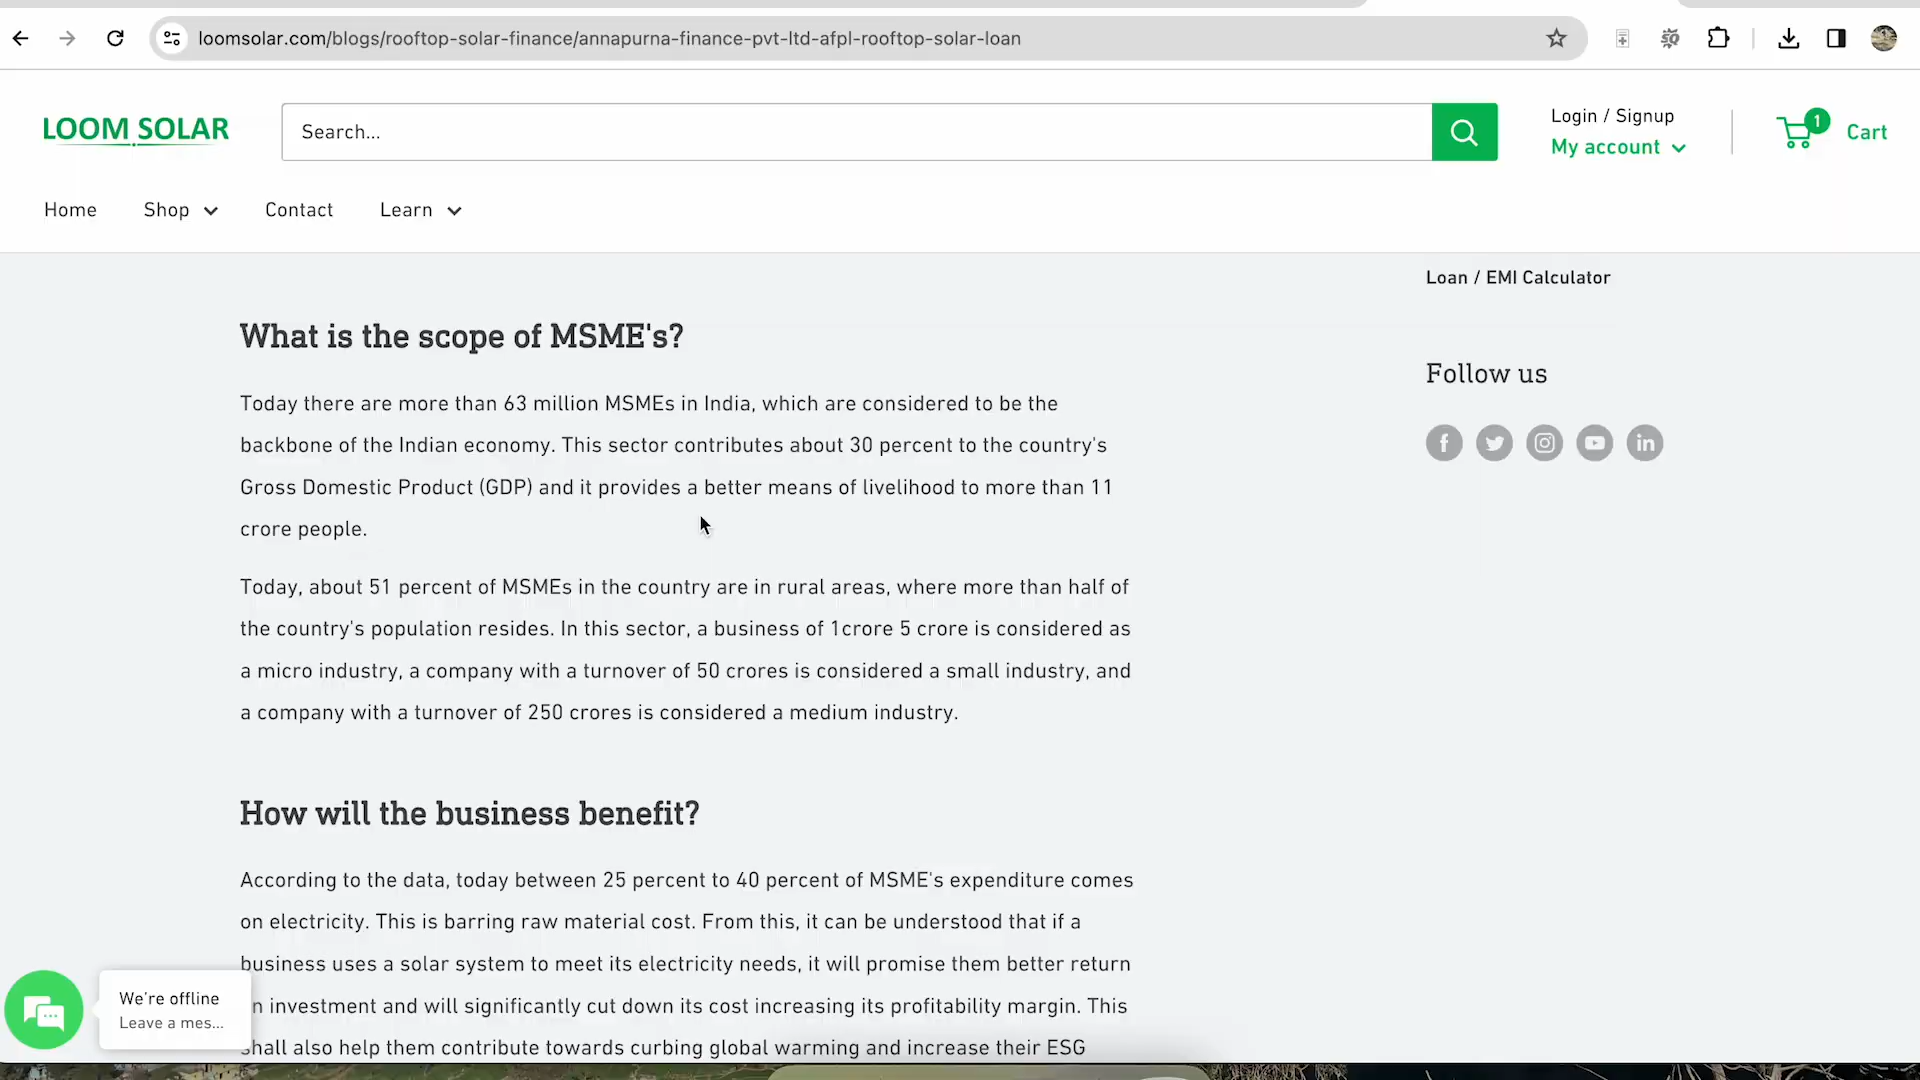 loomsolar.com/blogs/rooftop-solar-finance/annapurna-finance-pvt-ltd-afpl-rooftop-solar-loan
LOOM SOLAR
Search...
Login / Signup
My account
1
Cart
Home
Shop
Contact
Learn
Loan / EMI Calculator
What is the scope of MSME's?
Follow us
Today there are more than 63 million MSMEs in India, which are considered to be the
backbone of the Indian economy. This sector contributes about 30 percent to the country's
Gross Domestic Product (GDP) and it provides a better means of livelihood to more than 11
crore people.
Today, about 51 percent of MSMEs in the country are in rural areas, where more than half of
the country's population resides. In this sector, a business of 1crore 5 crore is considered as
a micro industry, a company with a turnover of 50 crores is considered a small industry, and
a company with a turnover of 250 crores is considered a medium industry.
How will the business benefit?
According to the data, today between 25 percent to 40 percent of MSME's expenditure comes
on electricity. This is barring raw material cost. From this, it can be understood that if a
business uses a solar system to meet its electricity needs, it will promise them better return
n investment and will significantly cut down its cost increasing its profitability margin. This
shall also help them contribute towards curbing global warming and increase their ESG
We're offline
Leave a mes...